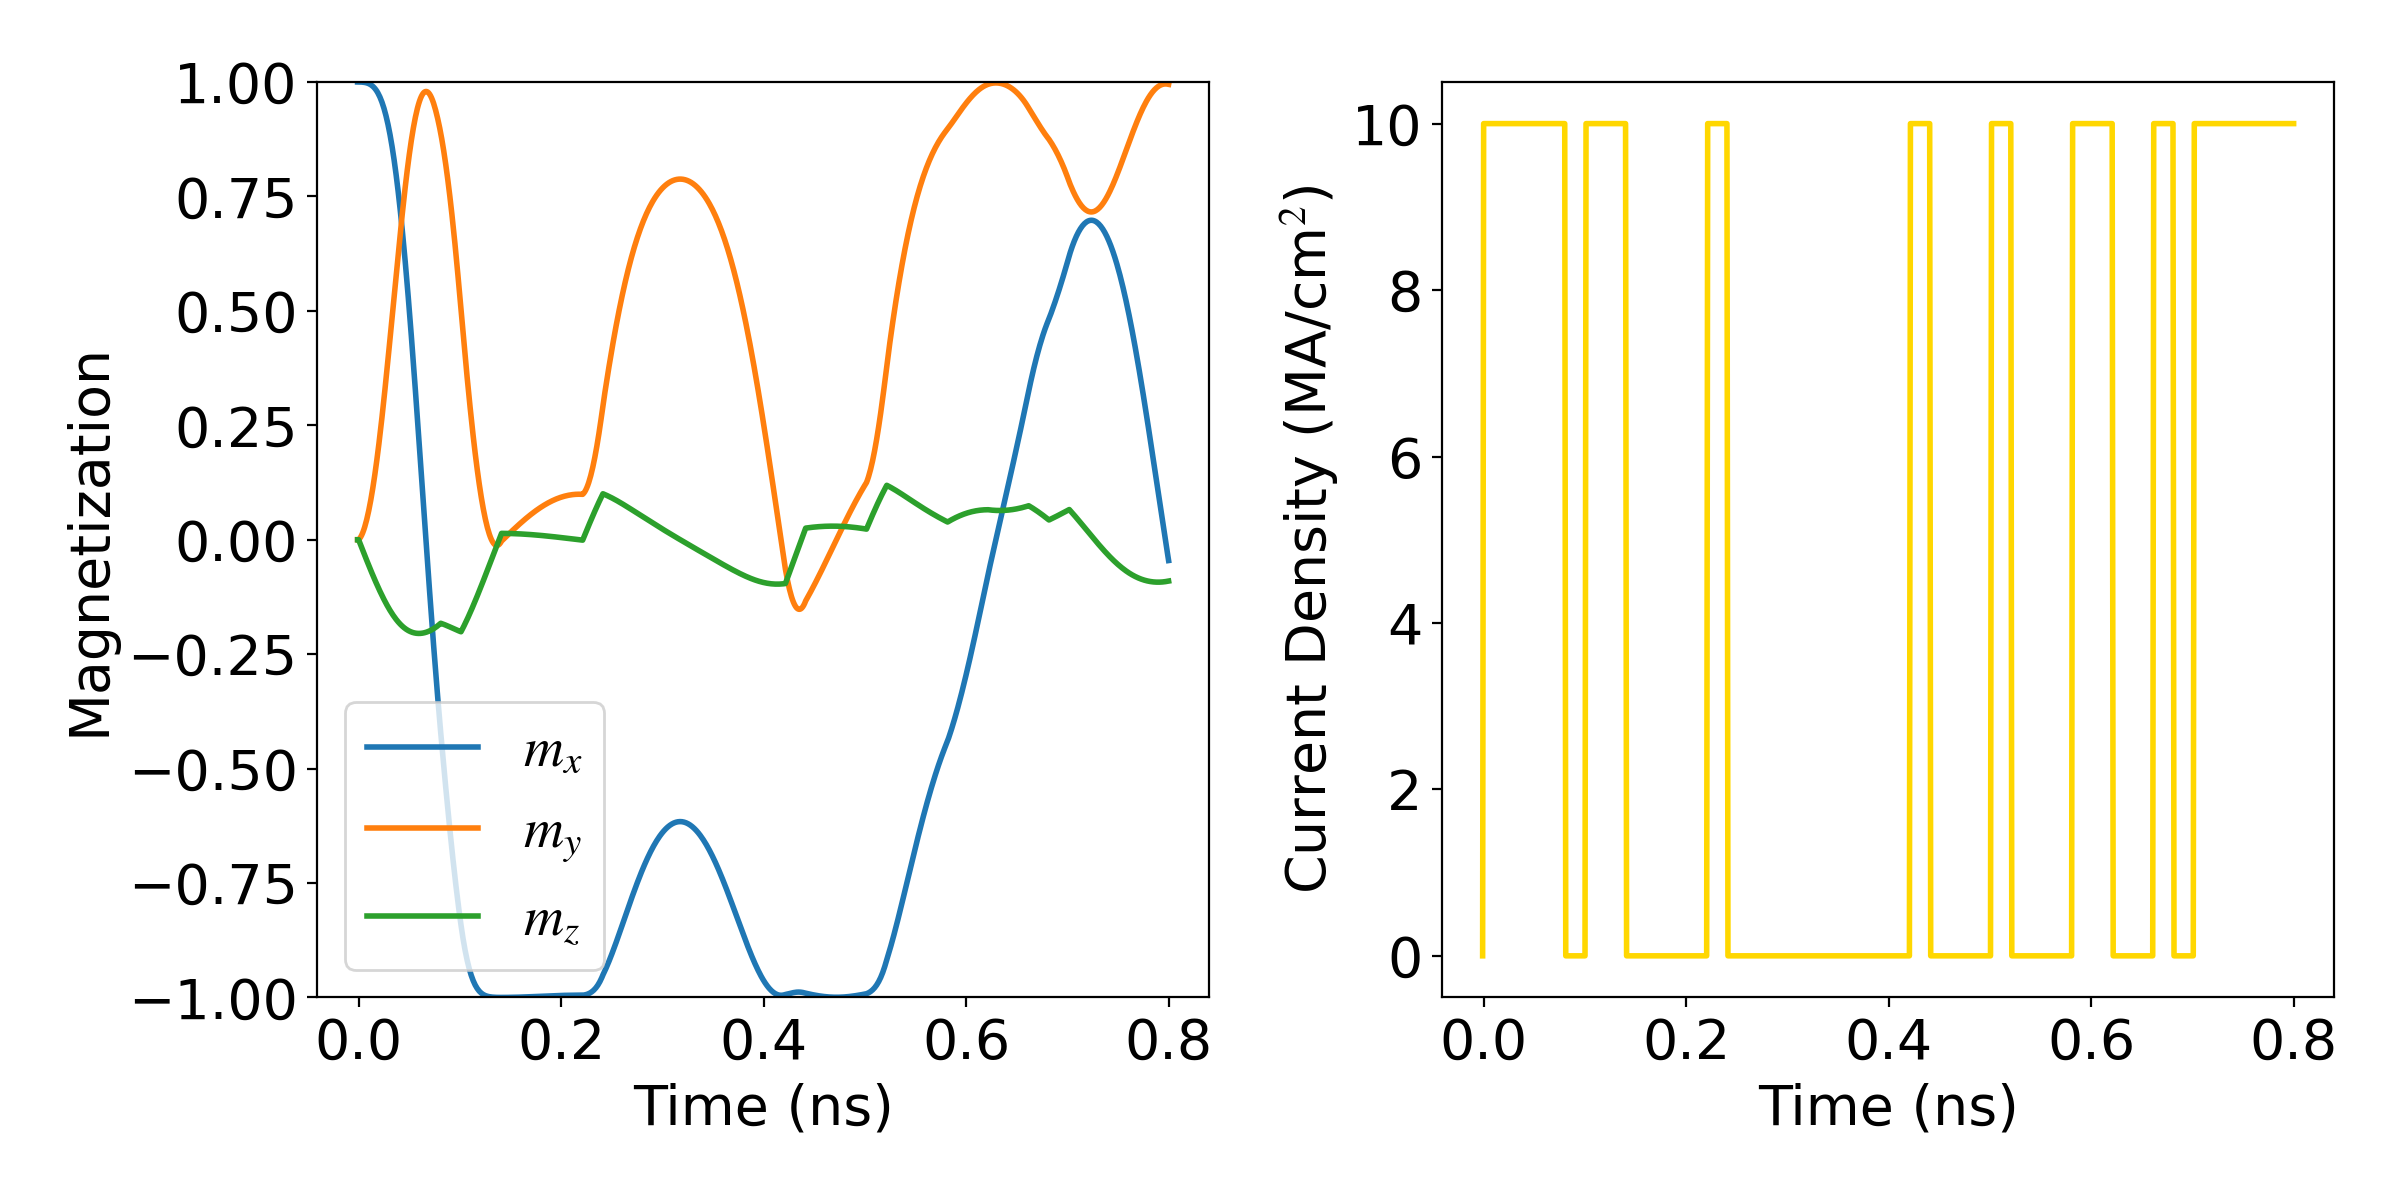 1.00
0.75
0.50
0.25
0.00
−0.25
−0.50
−0.75
−1.00
Magnetization
m_x
m_y
m_z
0.0 0.2 0.4 0.6 0.8
Time (ns)
10
8
6
4
2
0
Current Density (MA/cm²)
0.0 0.2 0.4 0.6 0.8
Time (ns)